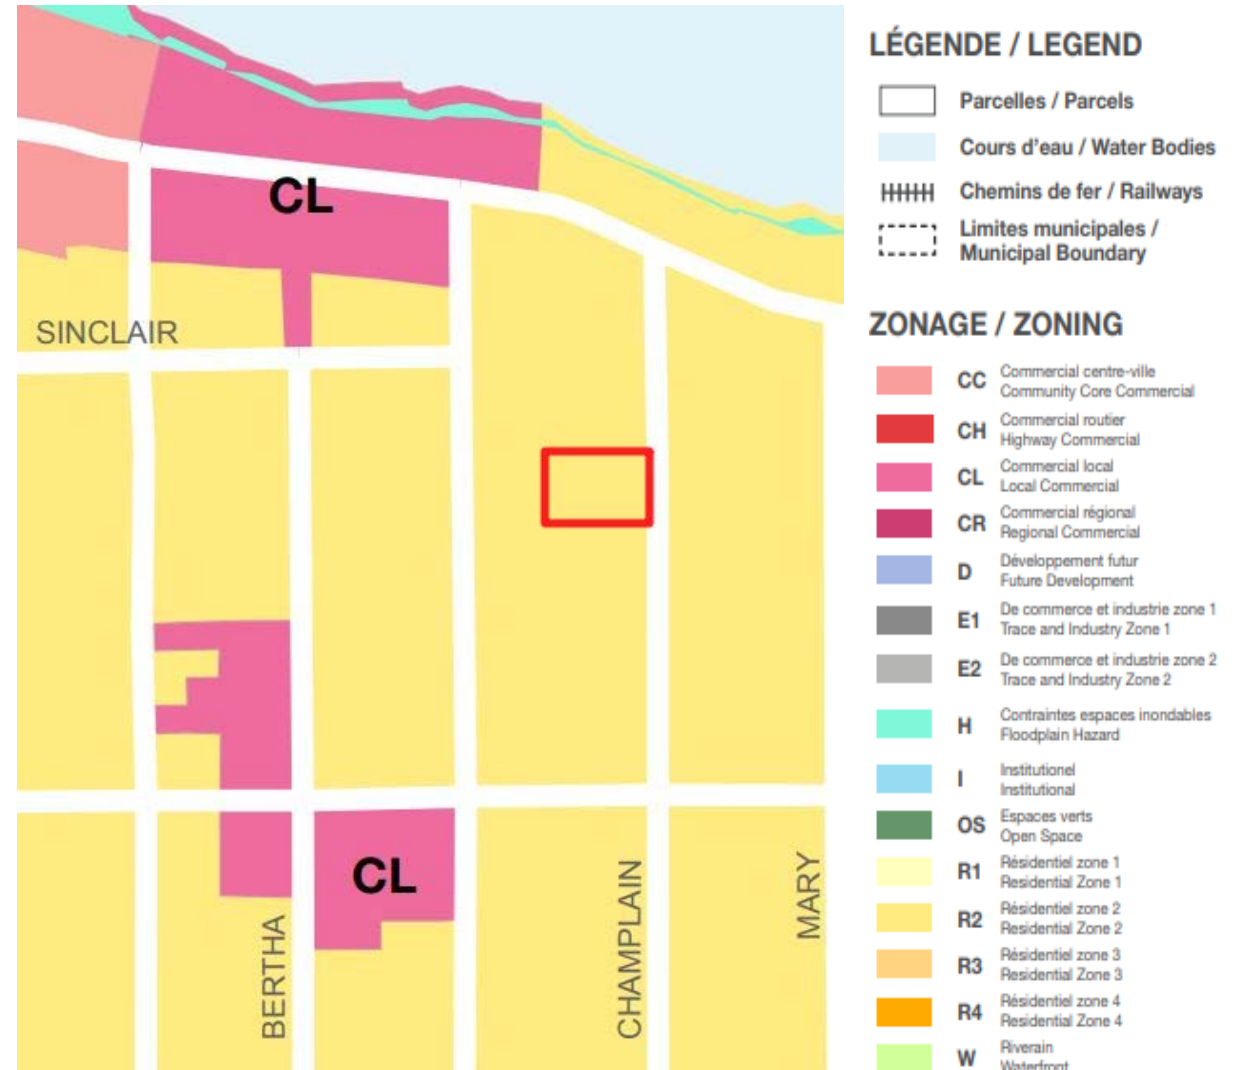 CL
SINCLAIR
CL
BERTHA
CHAMPLAIN
MARY
LÉGENDE / LEGEND
Parcelles / Parcels
Cours d'eau / Water Bodies
Chemins de fer / Railways
Limites municipales /
Municipal Boundary
ZONAGE / ZONING
CC Commercial centre-ville
Community Core Commercial
CH Commercial routier
Highway Commercial
CL Commercial local
Local Commercial
CR Commercial régional
Regional Commercial
D Développement futur
Future Development
E1 De commerce et industrie zone 1
Trace and Industry Zone 1
E2 De commerce et industrie zone 2
Trace and Industry Zone 2
H Contraintes espaces inondables
Floodplain Hazard
I Institutionel
Institutional
OS Espaces verts
Open Space
R1 Résidentiel zone 1
Residential Zone 1
R2 Résidentiel zone 2
Residential Zone 2
R3 Résidentiel zone 3
Residential Zone 3
R4 Résidentiel zone 4
Residential Zone 4
W Riverain
Waterfront